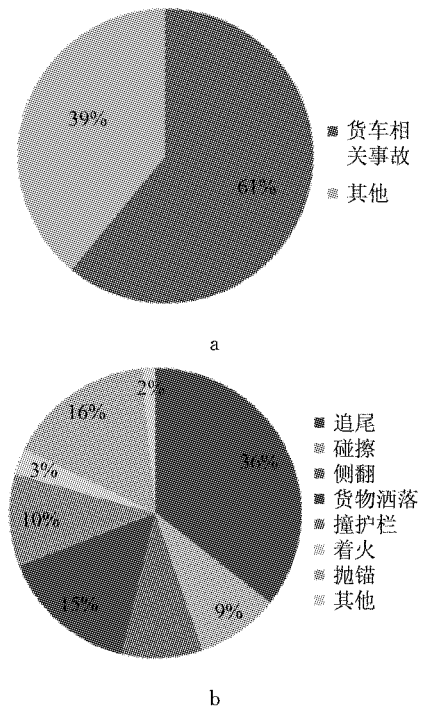 39%
61%
货车相
关事故
其他
a
2%
16%
36%
3%
10%
15%
9%
追尾
碰擦
侧翻
货物洒落
撞护栏
着火
抛锚
其他
b